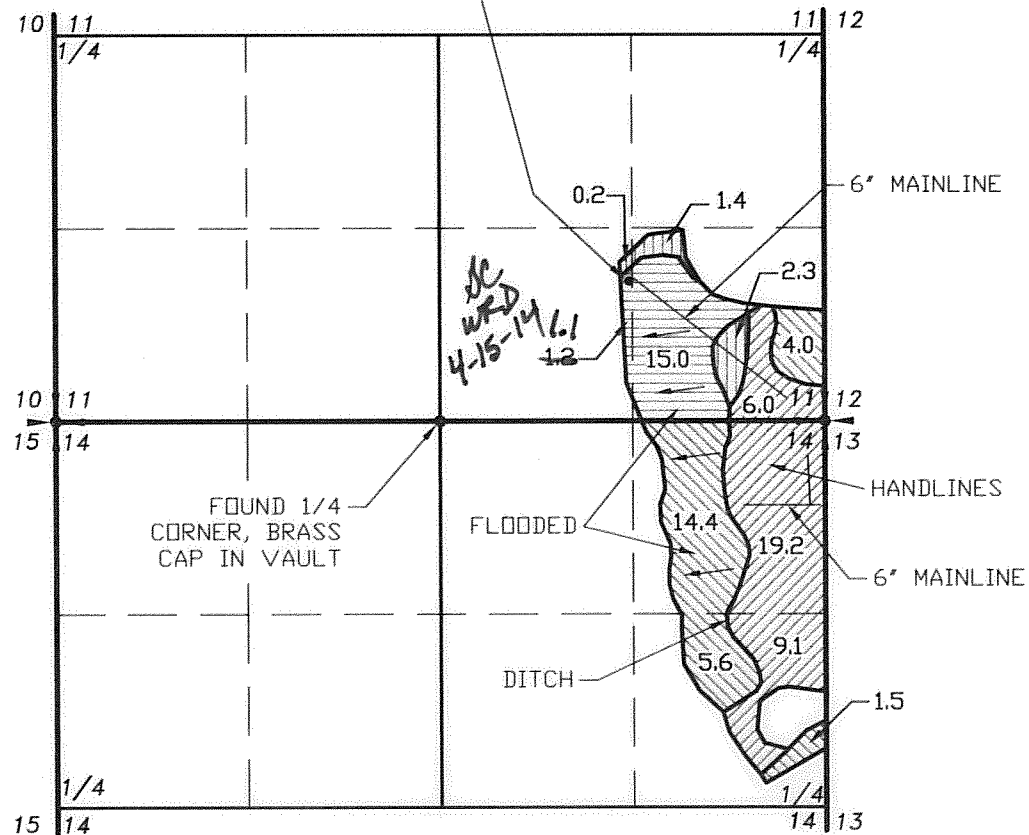 10 11
1/4
11 12
1/4
6" MAINLINE
0.2
1.4
2.3
SC
WRD
4-15-14
1.1
1.2
15.0
4.0
6.0
10 11
15 14
11 12
14 13
FOUND 1/4
CORNER, BRASS
CAP IN VAULT
FLOODED
HANDLINES
14.4
19.2
6" MAINLINE
DITCH
5.6
9.1
1.5
1/4
15 14
1/4
14 13